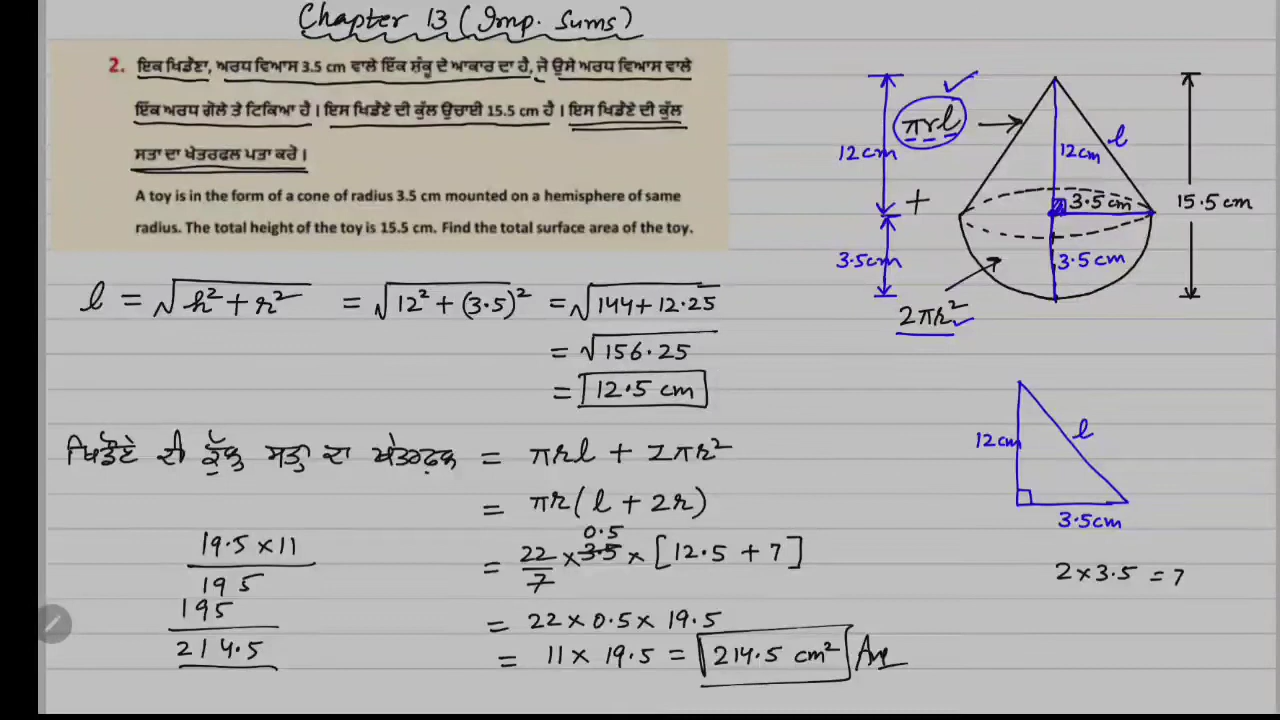 Chapter 13 (Imp. Sums)
2. ਇਕ ਖਿਡੌਣਾ, ਅਰਧ ਵਿਆਸ 3.5 cm ਵਾਲੇ ਇੱਕ ਸ਼ੰਕੂ ਦੇ ਆਕਾਰ ਦਾ ਹੈ, ਜੋ ਉਸੇ ਅਰਧ ਵਿਆਸ ਵਾਲੇ
ਇੱਕ ਅਰਧ ਗੋਲੇ ਤੇ ਟਿਕਿਆ ਹੈ। ਇਸ ਖਿਡੌਣੇ ਦੀ ਕੁੱਲ ਉਚਾਈ 15.5 cm ਹੈ। ਇਸ ਖਿਡੌਣੇ ਦੀ ਕੁੱਲ
ਸਤਾ ਦਾ ਖੇਤਰਫਲ ਪਤਾ ਕਰੋ।
A toy is in the form of a cone of radius 3.5 cm mounted on a hemisphere of same
radius. The total height of the toy is 15.5 cm. Find the total surface area of the toy.
πrl
12cm
12cm
l
+
3.5cm
15.5cm
3.5cm
3.5cm
2πr²
l = √h² + r² = √12² + (3.5)² = √144 + 12.25
= √156.25
= 12.5 cm
12cm
l
3.5cm
2 × 3.5 = 7
ਖਿਡੌਣੇ ਦੀ ਕੁੱਲ ਸਤ੍ਹਾ ਦਾ ਖੇਤਰਫ਼ਲ = πrl + 2πr²
= πr(l + 2r)
0.5
= 22/7 × 3.5 × [12.5 + 7]
= 22 × 0.5 × 19.5
= 11 × 19.5 = 214.5 cm² Ans
19.5 × 11
195
195
214.5